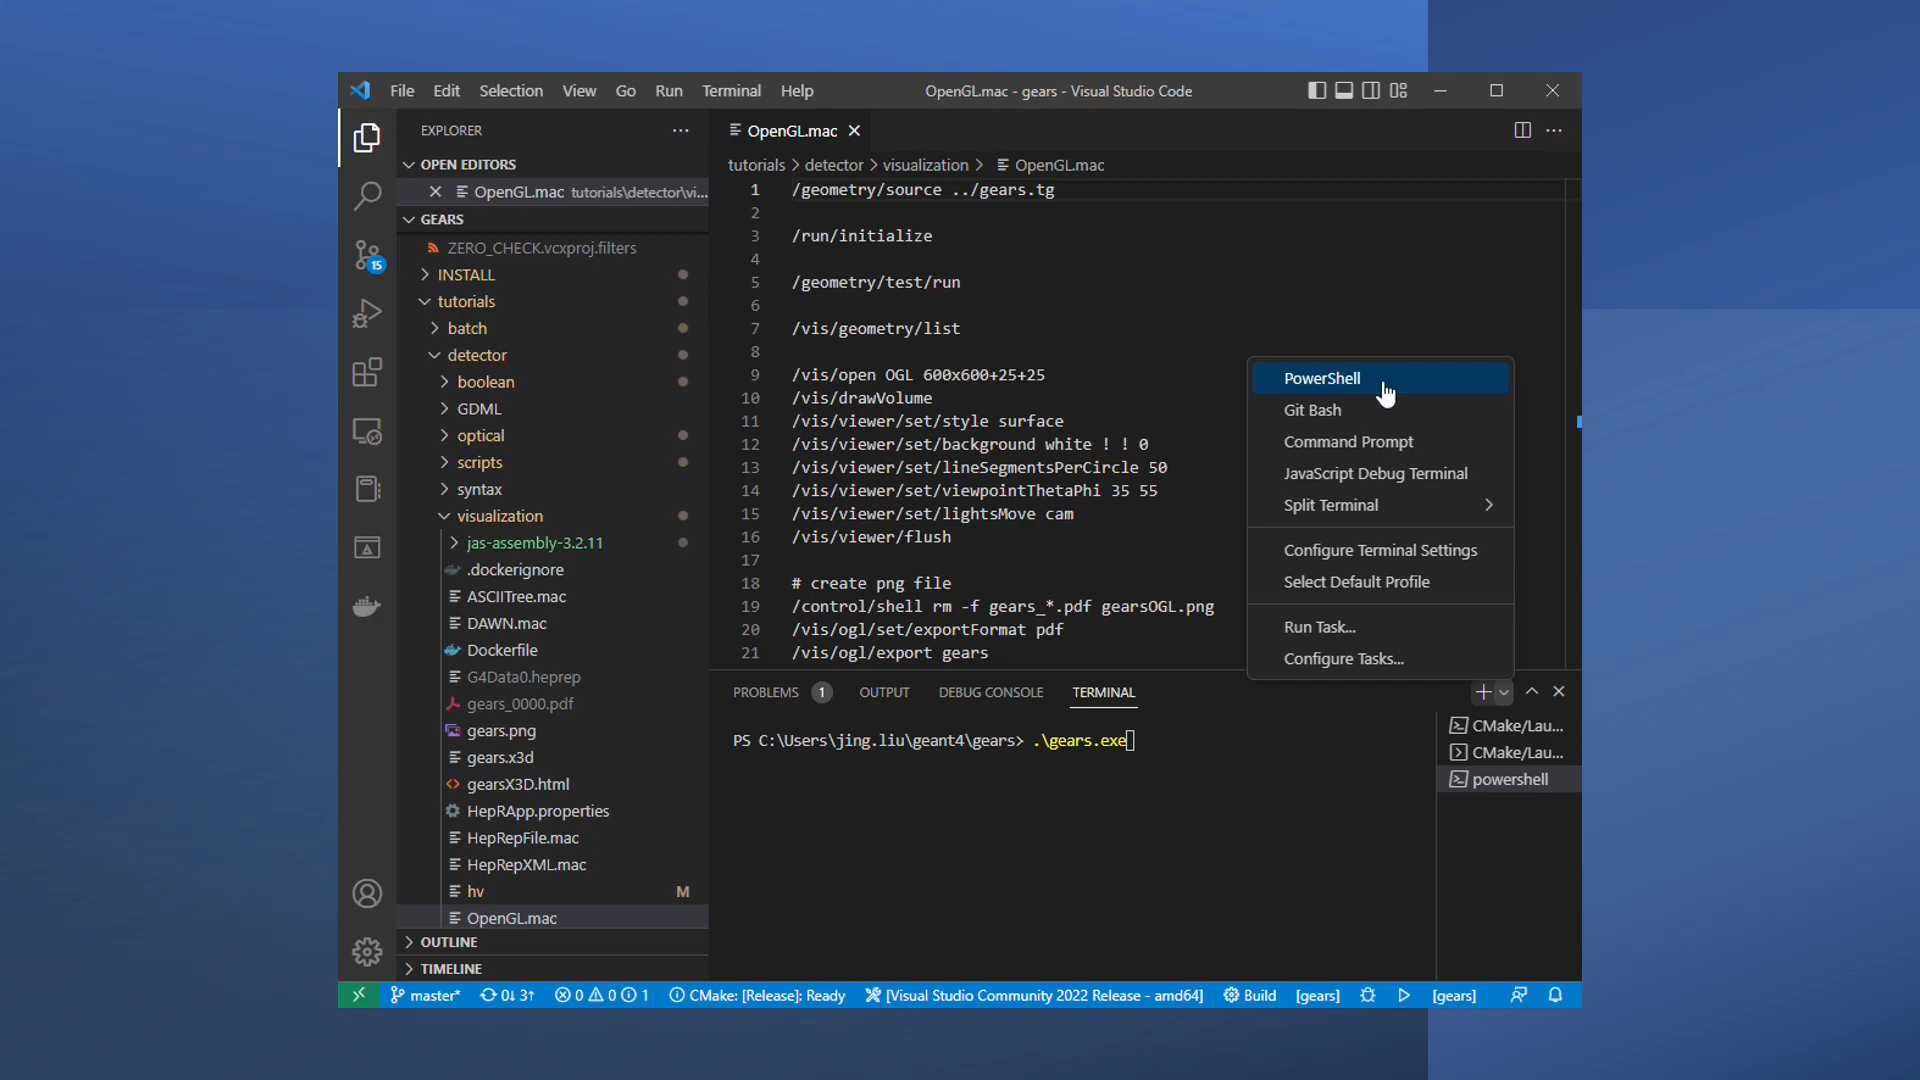 File Edit Selection View Go Run Terminal Help
OpenGL.mac - gears - Visual Studio Code
EXPLORER
OPEN EDITORS
OpenGL.mac tutorials\detector\vi...
GEARS
ZERO_CHECK.vcxproj.filters
INSTALL
tutorials
batch
detector
boolean
GDML
optical
scripts
syntax
visualization
jas-assembly-3.2.11
.dockerignore
ASCIITree.mac
DAWN.mac
Dockerfile
G4Data0.heprep
gears_0000.pdf
gears.png
gears.x3d
gearsX3D.html
HepRApp.properties
HepRepFile.mac
HepRepXML.mac
hv M
OpenGL.mac
OUTLINE
TIMELINE
15
OpenGL.mac
tutorials > detector > visualization > OpenGL.mac
1 /geometry/source ../gears.tg
2
3 /run/initialize
4
5 /geometry/test/run
6
7 /vis/geometry/list
8
9 /vis/open OGL 600x600+25+25
10 /vis/drawVolume
11 /vis/viewer/set/style surface
12 /vis/viewer/set/background white ! ! 0
13 /vis/viewer/set/lineSegmentsPerCircle 50
14 /vis/viewer/set/viewpointThetaPhi 35 55
15 /vis/viewer/set/lightsMove cam
16 /vis/viewer/flush
17
18 # create png file
19 /control/shell rm -f gears_*.pdf gearsOGL.png
20 /vis/ogl/set/exportFormat pdf
21 /vis/ogl/export gears
PowerShell
Git Bash
Command Prompt
JavaScript Debug Terminal
Split Terminal
Configure Terminal Settings
Select Default Profile
Run Task...
Configure Tasks...
PROBLEMS 1 OUTPUT DEBUG CONSOLE TERMINAL
PS C:\Users\jing.liu\geant4\gears> .\gears.exe
CMake/Lau...
CMake/Lau...
powershell
master* 0↓ 3↑ 0 0 1 CMake: [Release]: Ready [Visual Studio Community 2022 Release - amd64] Build [gears] [gears]